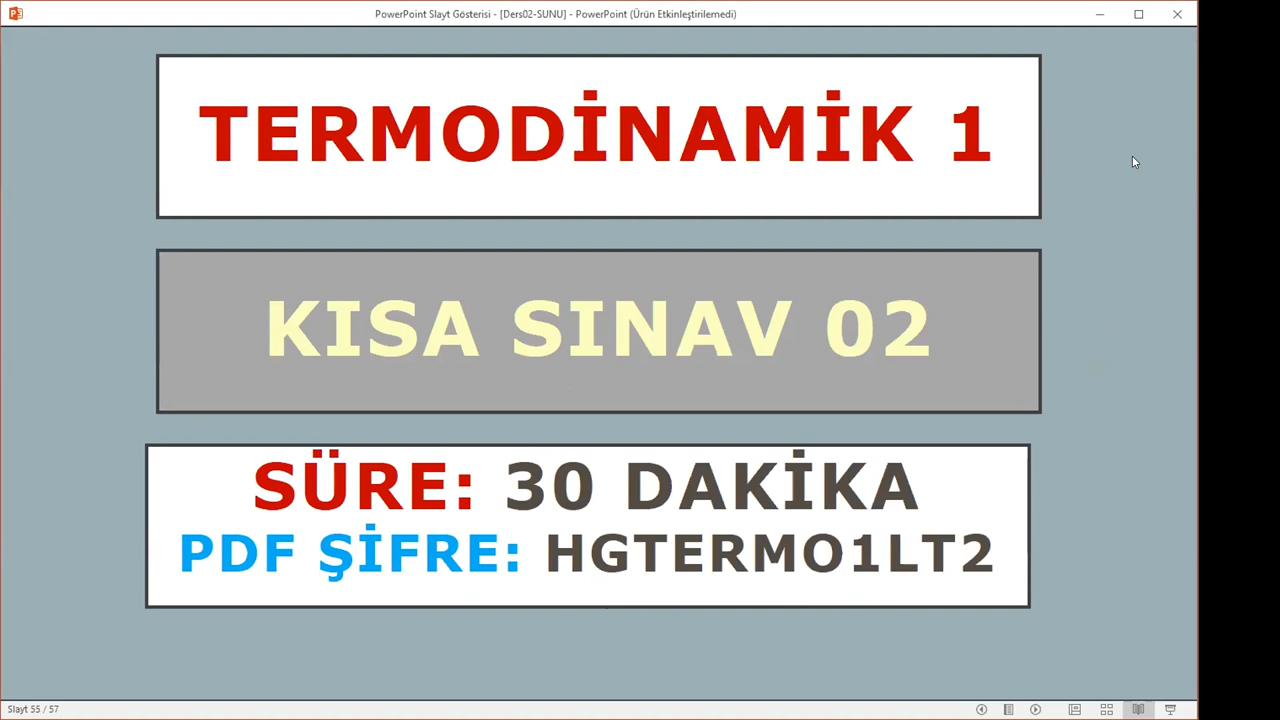 PowerPoint Slayt Gösterisi - [Ders02-SUNU] - PowerPoint (Ürün Etkinleştirilemedi)
TERMODİNAMİK 1
KISA SINAV 02
SÜRE: 30 DAKİKA
PDF ŞİFRE: HGTERMO1LT2
Slayt 55 / 57